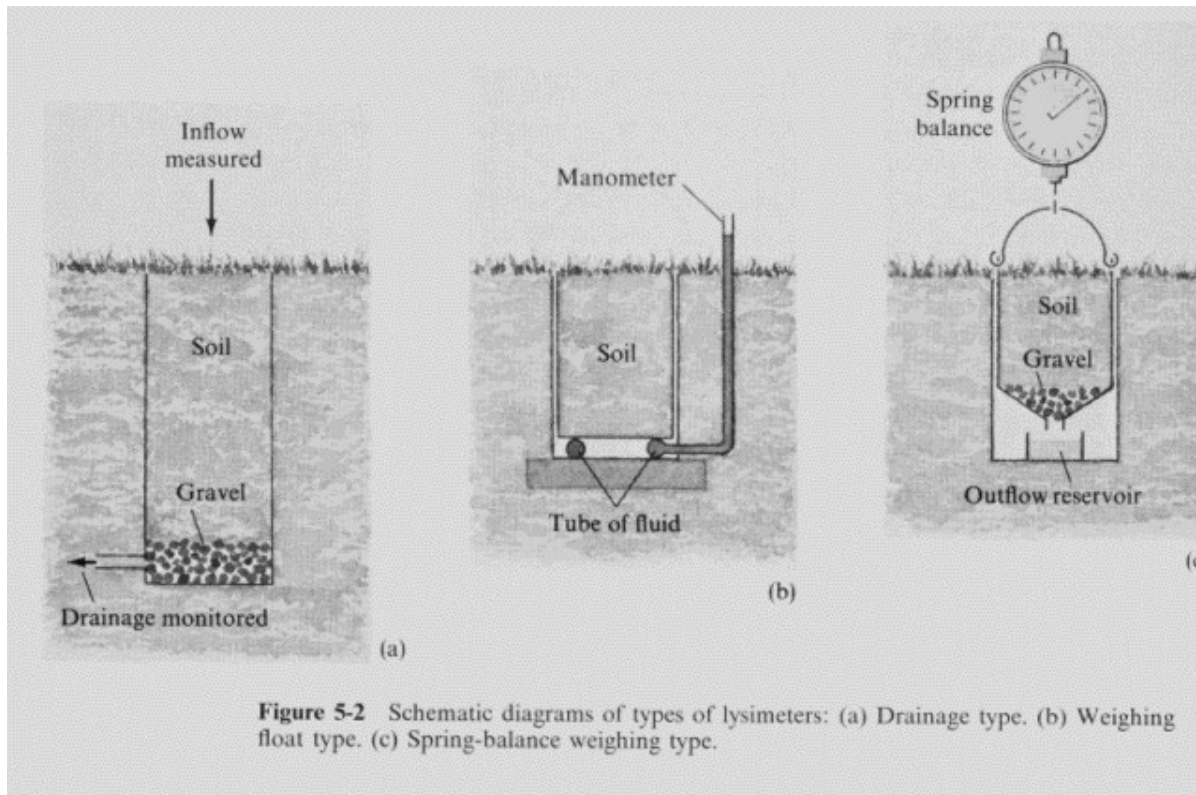 Inflow
measured
Soil
Gravel
Drainage monitored
(a)
Manometer
Soil
Tube of fluid
(b)
Spring
balance
Soil
Gravel
Outflow reservoir
(c
Figure 5-2 Schematic diagrams of types of lysimeters: (a) Drainage type. (b) Weighing
float type. (c) Spring-balance weighing type.